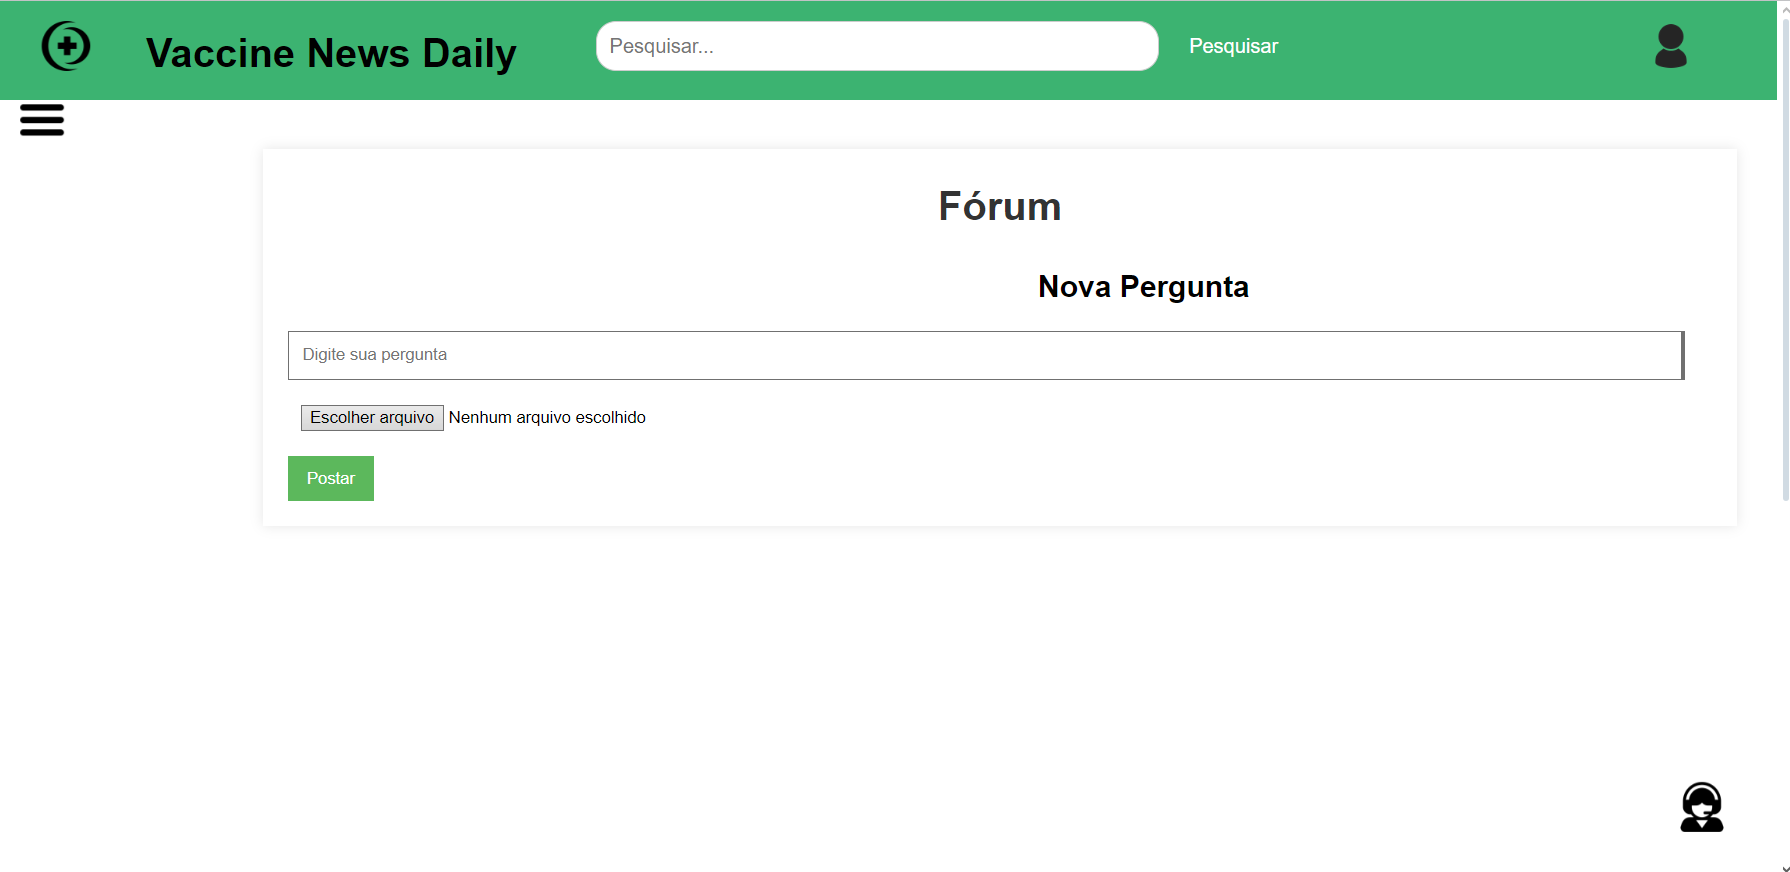 Vaccine News Daily
Pesquisar...
Pesquisar
Fórum
Nova Pergunta
Digite sua pergunta
Escolher arquivo Nenhum arquivo escolhido
Postar